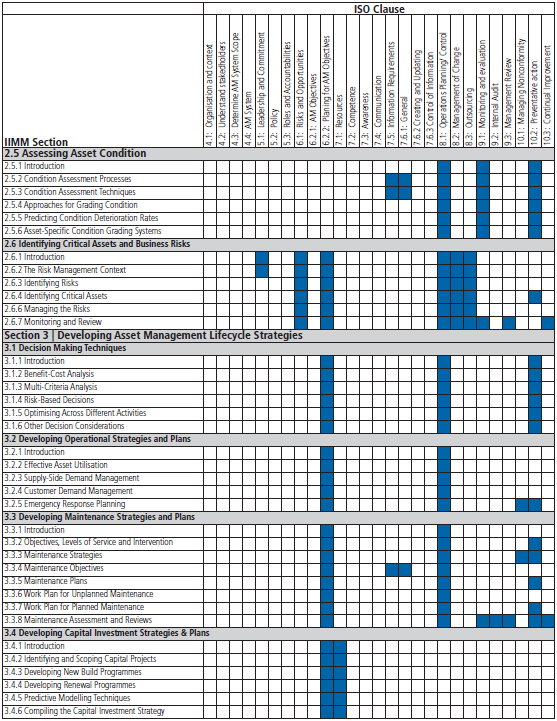 ISO Clause
IIMM Section
4.1: Organisation and context
4.2: Understand stakeholders
4.3: Determine AM System Scope
4.4: AM System
5.1: Leadership and Commitment
5.2: Policy
5.3: Roles and Accountabilities
6.1: Risks and Opportunities
6.2.1: AM Objectives
6.2.2: Planning for AM Objectives
7.1: Resources
7.2: Competence
7.3: Awareness
7.4: Communication
7.5: Information Requirements
7.6.1: General
7.6.2 Creating and Updating
7.6.3 Control of Information
8.1: Operations Planning/ Control
8.2: Management of Change
8.3: Outsourcing
9.1: Monitoring and evaluation
9.2: Internal Audit
9.3: Management Review
10.1: Managing Nonconformity
10.2: Preventative action
10.3: Continual Improvement
2.5 Assessing Asset Condition
2.5.1 Introduction
2.5.2 Condition Assessment Processes
2.5.3 Condition Assessment Techniques
2.5.4 Approaches for Grading Condition
2.5.5 Predicting Condition Deterioration Rates
2.5.6 Asset-Specific Condition Grading Systems
2.6 Identifying Critical Assets and Business Risks
2.6.1 Introduction
2.6.2 The Risk Management Context
2.6.3 Identifying Risks
2.6.4 Identifying Critical Assets
2.6.6 Managing the Risks
2.6.7 Monitoring and Review
Section 3 | Developing Asset Management Lifecycle Strategies
3.1 Decision Making Techniques
3.1.1 Introduction
3.1.2 Benefit-Cost Analysis
3.1.3 Multi-Criteria Analysis
3.1.4 Risk-Based Decisions
3.1.5 Optimising Across Different Activities
3.1.6 Other Decision Considerations
3.2 Developing Operational Strategies and Plans
3.2.1 Introduction
3.2.2 Effective Asset Utilisation
3.2.3 Supply-Side Demand Management
3.2.4 Customer Demand Management
3.2.5 Emergency Response Planning
3.3 Developing Maintenance Strategies and Plans
3.3.1 Introduction
3.3.2 Objectives, Levels of Service and Intervention
3.3.3 Maintenance Strategies
3.3.4 Maintenance Objectives
3.3.5 Maintenance Plans
3.3.6 Work Plan for Unplanned Maintenance
3.3.7 Work Plan for Planned Maintenance
3.3.8 Maintenance Assessment and Reviews
3.4 Developing Capital Investment Strategies & Plans
3.4.1 Introduction
3.4.2 Identifying and Scoping Capital Projects
3.4.3 Developing New Build Programmes
3.4.4 Developing Renewal Programmes
3.4.5 Predictive Modelling Techniques
3.4.6 Compiling the Capital Investment Strategy